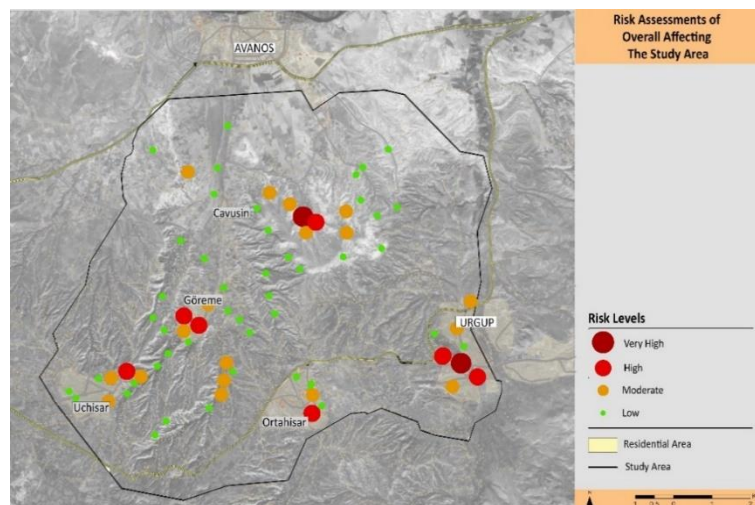 Risk Assessments of
Overall Affecting
The Study Area
AVANOS
Cavusin
Göreme
URGUP
Uchisar
Ortahisar
Risk Levels
Very High
High
Moderate
Low
Residential Area
Study Area